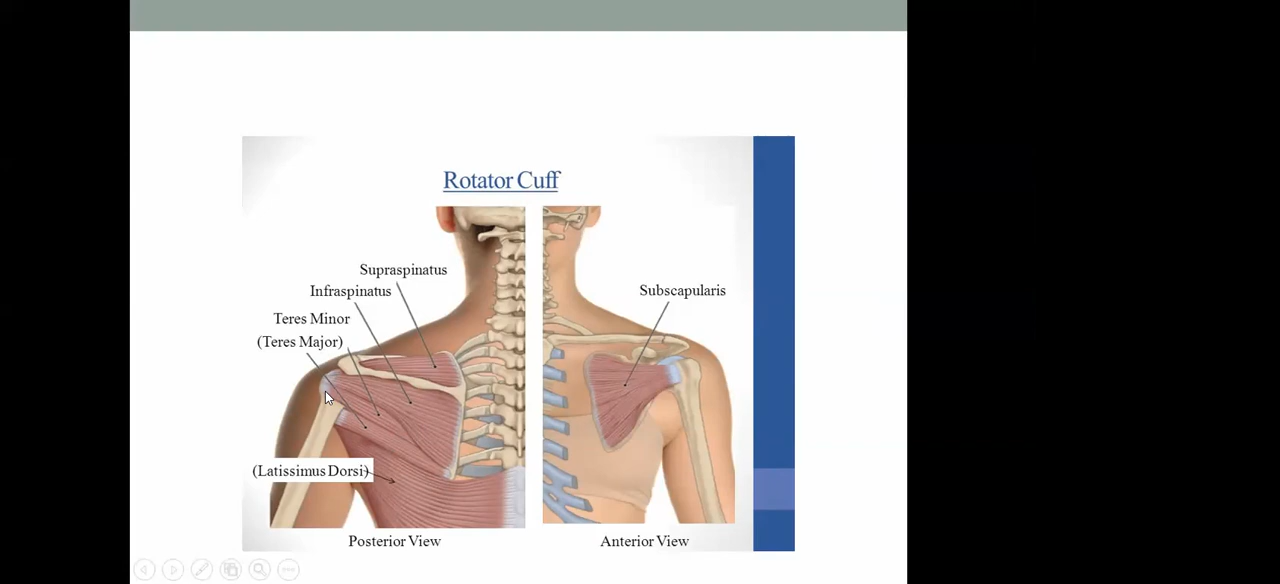 Rotator Cuff
Supraspinatus
Infraspinatus
Teres Minor
(Teres Major)
(Latissimus Dorsi)
Posterior View
Subscapularis
Anterior View